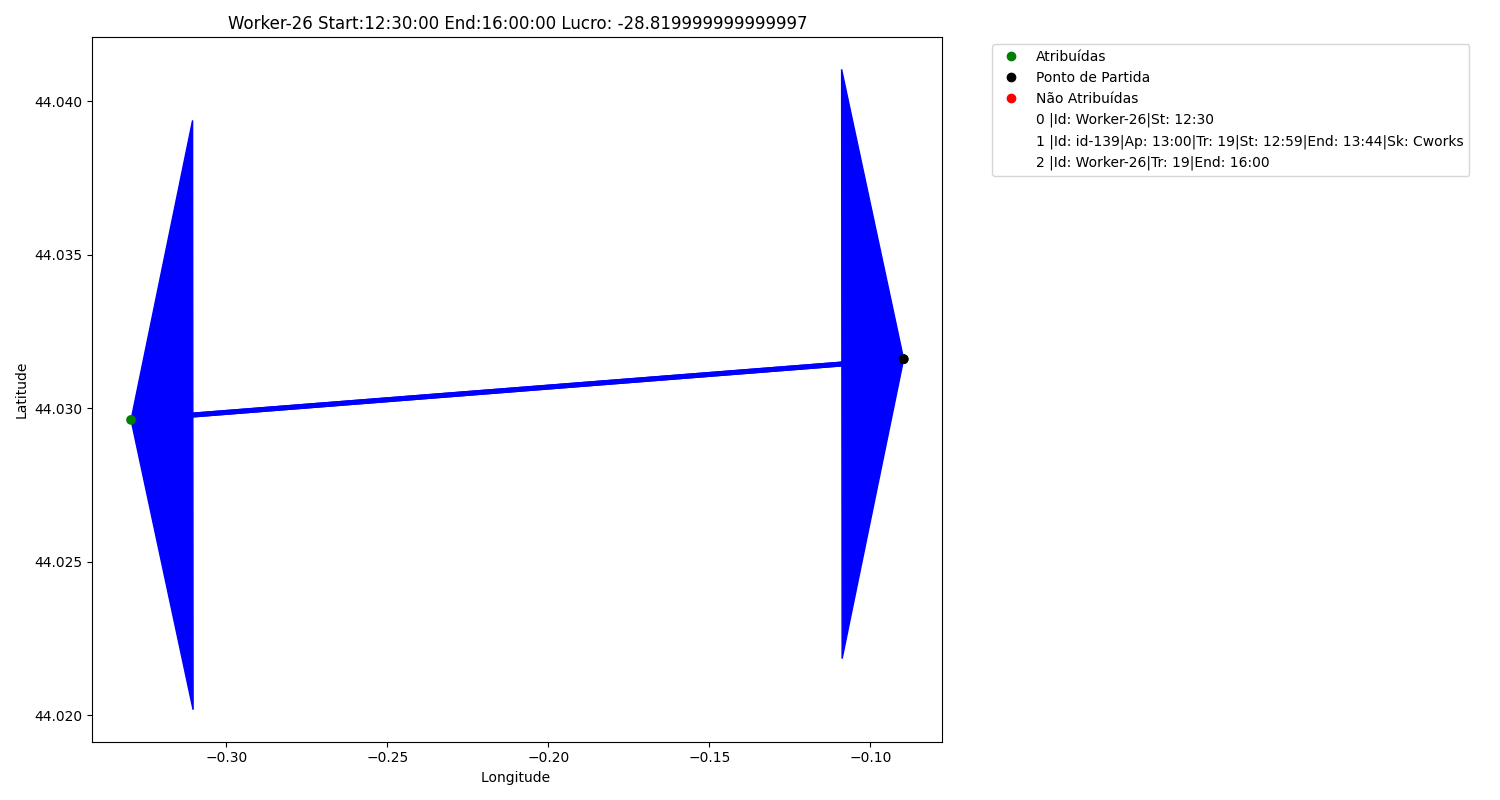 Worker-26 Start:12:30:00 End:16:00:00 Lucro: -28.819999999999997
Atribuídas
Ponto de Partida
Não Atribuídas
0 |Id: Worker-26|St: 12:30
1 |Id: id-139|Ap: 13:00|Tr: 19|St: 12:59|End: 13:44|Sk: Cworks
2 |Id: Worker-26|Tr: 19|End: 16:00
Latitude
44.040
44.035
44.030
44.025
44.020
−0.30
−0.25
−0.20
−0.15
−0.10
Longitude